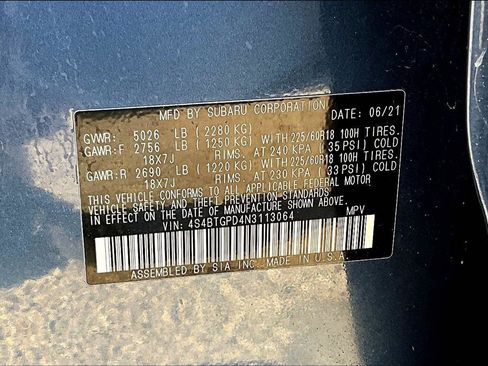 MFD BY SUBARU CORPORATION DATE: 06/21
GVWR: 5026 LB (2280 KG)
GAWR:F 2756 LB (1250 KG) WITH 225/60R18 100H TIRES.
18X7J RIMS. AT 240 KPA ( 35 PSI) COLD
GAWR:R 2690 LB (1220 KG) WITH 225/60R18 100H TIRES.
18X7J RIMS. AT 230 KPA ( 33 PSI) COLD
THIS VEHICLE CONFORMS TO ALL APPLICABLE FEDERAL MOTOR
VEHICLE SAFETY AND THEFT PREVENTION STANDARDS
IN EFFECT ON THE DATE OF MANUFACTURE SHOWN ABOVE.
VIN: 4S4BTGPD4N3113064 MPV
ASSEMBLED BY SIA, INC. MADE IN U.S.A.